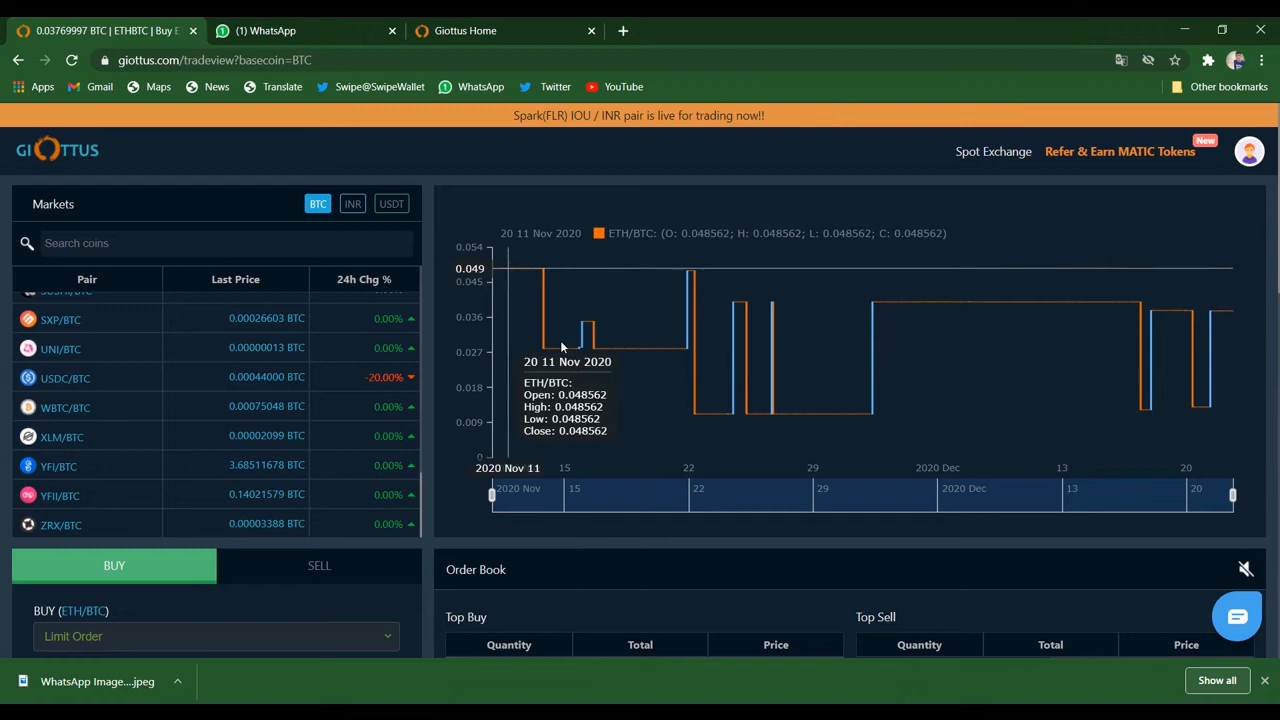 0.03769997 BTC | ETHBTC | Buy E
(1) WhatsApp
Giottus Home
giottus.com/tradeview?basecoin=BTC
Apps Gmail Maps News Translate Swipe@SwipeWallet WhatsApp Twitter YouTube Other bookmarks
Spark(FLR) IOU / INR pair is live for trading now!!
GIOTTUS
Spot Exchange
Refer & Earn MATIC Tokens
New
Markets
BTC INR USDT
Search coins
Pair Last Price 24h Chg %
SUSHI/BTC
SXP/BTC 0.00026603 BTC 0.00%
UNI/BTC 0.00000013 BTC 0.00%
USDC/BTC 0.00044000 BTC -20.00%
WBTC/BTC 0.00075048 BTC 0.00%
XLM/BTC 0.00002099 BTC 0.00%
YFI/BTC 3.68511678 BTC 0.00%
YFII/BTC 0.14021579 BTC 0.00%
ZRX/BTC 0.00003388 BTC 0.00%
BUY SELL
BUY (ETH/BTC)
Limit Order
20 11 Nov 2020 ETH/BTC: (O: 0.048562; H: 0.048562; L: 0.048562; C: 0.048562)
0.054
0.049
0.045
0.036
0.027
0.018
0.009
0
20 11 Nov 2020
ETH/BTC:
Open: 0.048562
High: 0.048562
Low: 0.048562
Close: 0.048562
2020 Nov 11 15 22 29 2020 Dec 13 20
2020 Nov 15 22 29 2020 Dec 13 20
Order Book
Top Buy
Quantity Total Price
Top Sell
Quantity Total Price
WhatsApp Image....jpeg
Show all